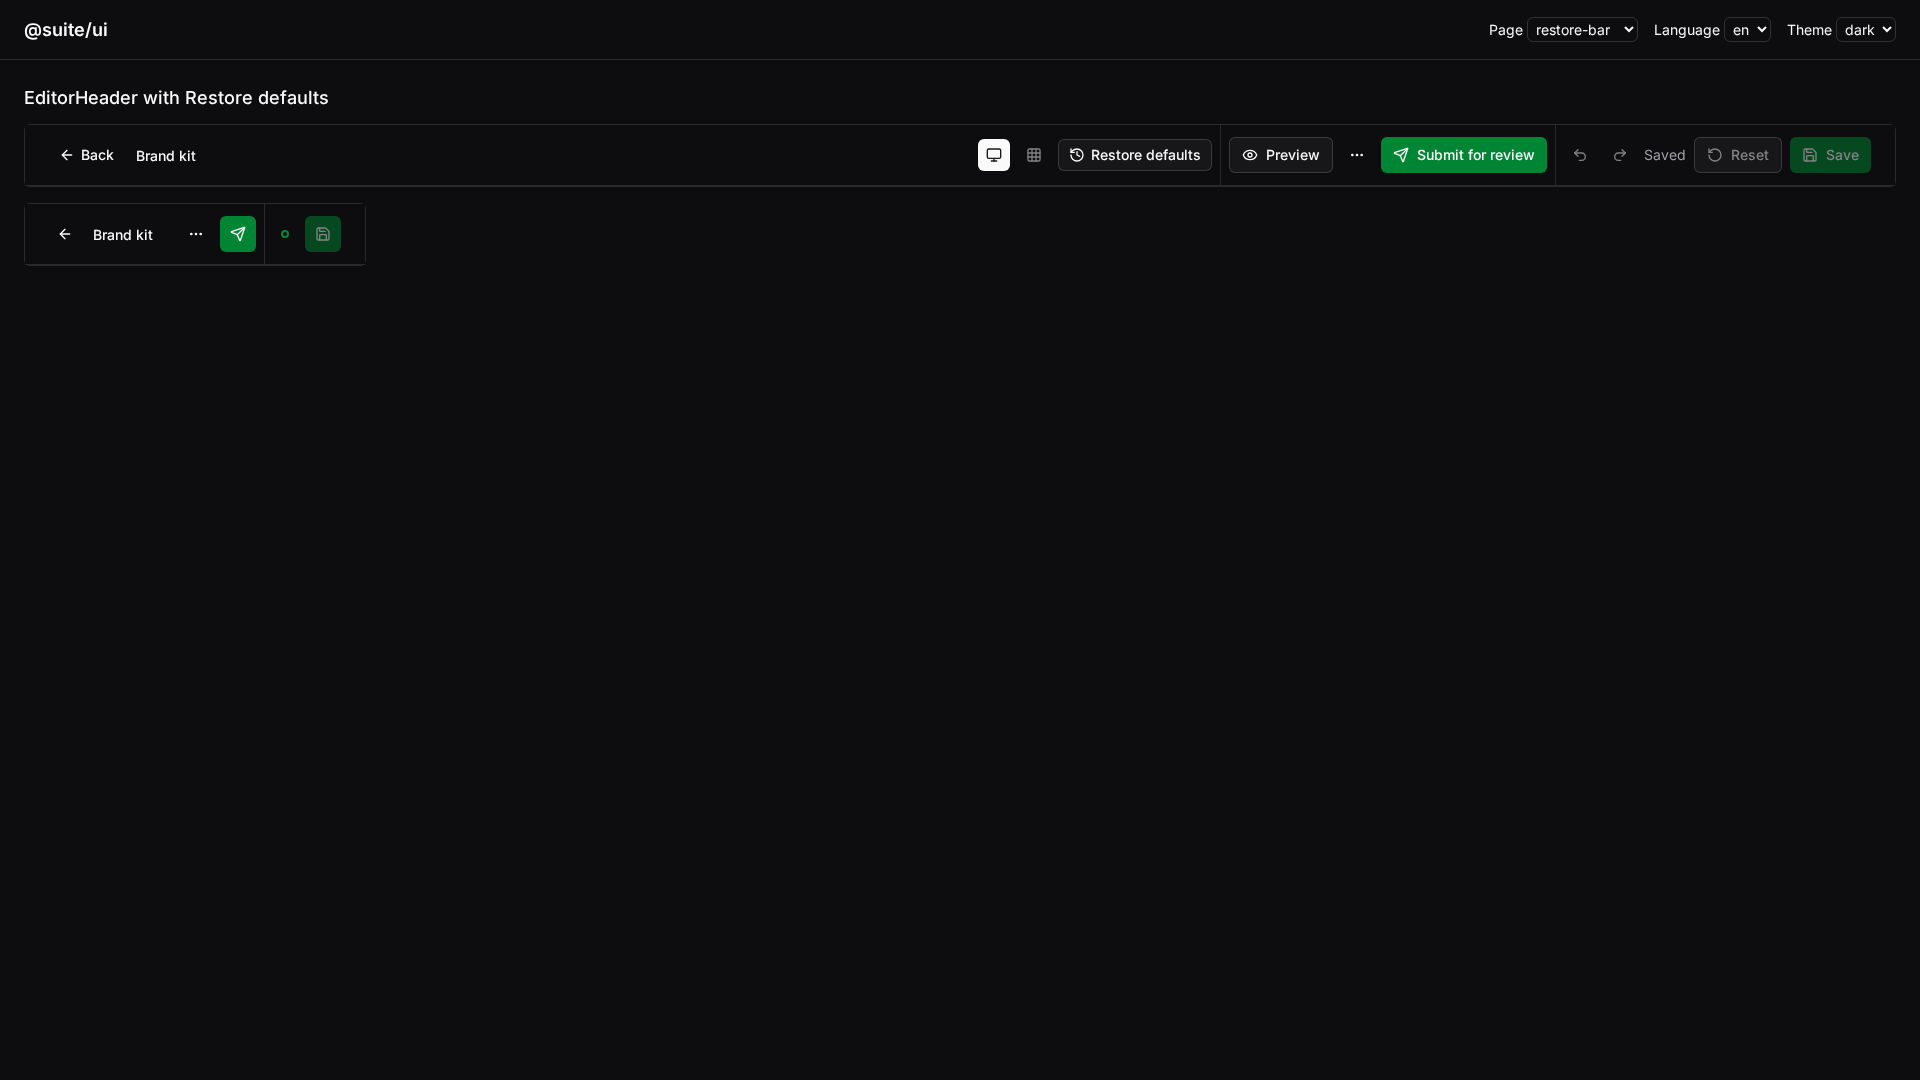 @suite/ui Page restore-bar Language en Theme dark
EditorHeader with Restore defaults
Back Brand kit Restore defaults Preview Submit for review Saved Reset Save
Brand kit